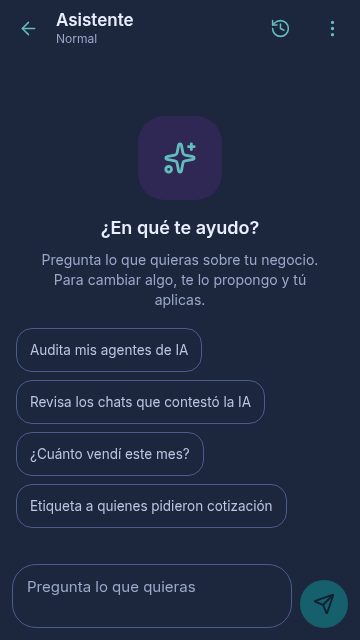 Asistente
Normal
¿En qué te ayudo?
Pregunta lo que quieras sobre tu negocio.
Para cambiar algo, te lo propongo y tú
aplicas.
Audita mis agentes de IA
Revisa los chats que contestó la IA
¿Cuánto vendí este mes?
Etiqueta a quienes pidieron cotización
Pregunta lo que quieras